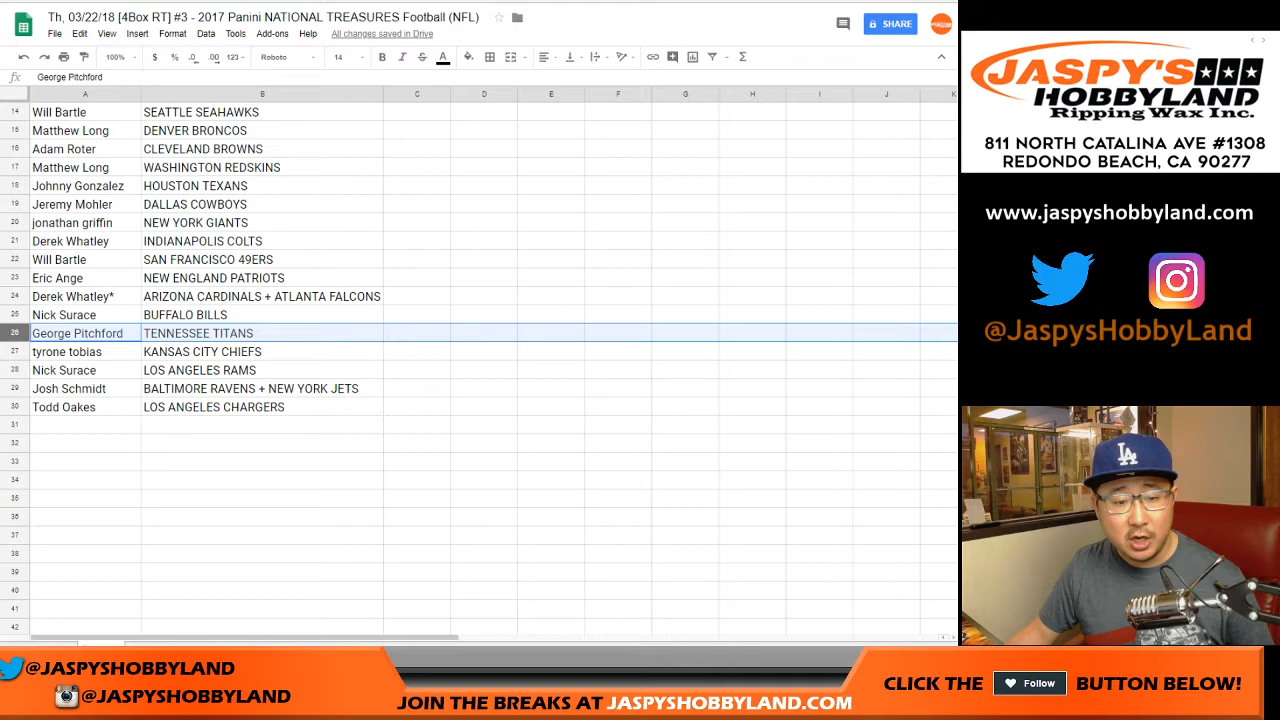 Th, 03/22/18 [4Box RT] #3 - 2017 Panini NATIONAL TREASURES Football (NFL)
File Edit View Insert Format Data Tools Add-ons Help All changes saved in Drive
SHARE
100% $ % .0 .00 123 Roboto 14 B I S A
fx George Pitchford
A B C D E F G H I J K
14 Will Bartle SEATTLE SEAHAWKS
15 Matthew Long DENVER BRONCOS
16 Adam Roter CLEVELAND BROWNS
17 Matthew Long WASHINGTON REDSKINS
18 Johnny Gonzalez HOUSTON TEXANS
19 Jeremy Mohler DALLAS COWBOYS
20 jonathan griffin NEW YORK GIANTS
21 Derek Whatley INDIANAPOLIS COLTS
22 Will Bartle SAN FRANCISCO 49ERS
23 Eric Ange NEW ENGLAND PATRIOTS
24 Derek Whatley* ARIZONA CARDINALS + ATLANTA FALCONS
25 Nick Surace BUFFALO BILLS
26 George Pitchford TENNESSEE TITANS
27 tyrone tobias KANSAS CITY CHIEFS
28 Nick Surace LOS ANGELES RAMS
29 Josh Schmidt BALTIMORE RAVENS + NEW YORK JETS
30 Todd Oakes LOS ANGELES CHARGERS
31
32
33
34
35
36
37
38
39
40
41
42
JASPY'S
HOBBYLAND
Ripping Wax Inc.
811 NORTH CATALINA AVE #1308
REDONDO BEACH, CA 90277
www.jaspyshobbyland.com
@JaspysHobbyLand
LA
@JASPYSHOBBYLAND
@JASPYSHOBBYLAND
JOIN THE BREAKS AT JASPYSHOBBYLAND.COM
CLICK THE Follow BUTTON BELOW!